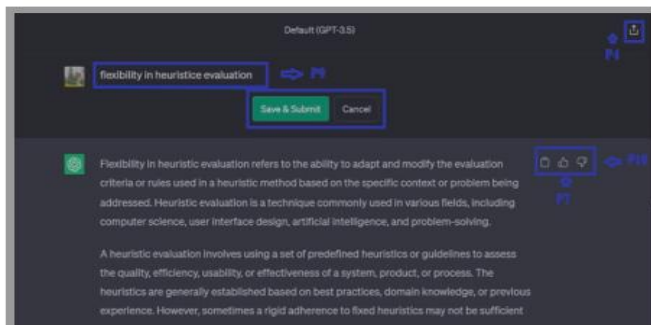 Default (GPT-3.5)
P4
flexibility in heuristice evaluation
P9
Save & Submit Cancel
Flexibility in heuristic evaluation refers to the ability to adapt and modify the evaluation
criteria or rules used in a heuristic method based on the specific context or problem being
addressed. Heuristic evaluation is a technique commonly used in various fields, including
computer science, user interface design, artificial intelligence, and problem-solving.
P10
P7
A heuristic evaluation involves using a set of predefined heuristics or guidelines to assess
the quality, efficiency, usability, or effectiveness of a system, product, or process. The
heuristics are generally established based on best practices, domain knowledge, or previous
experience. However, sometimes a rigid adherence to fixed heuristics may not be sufficient